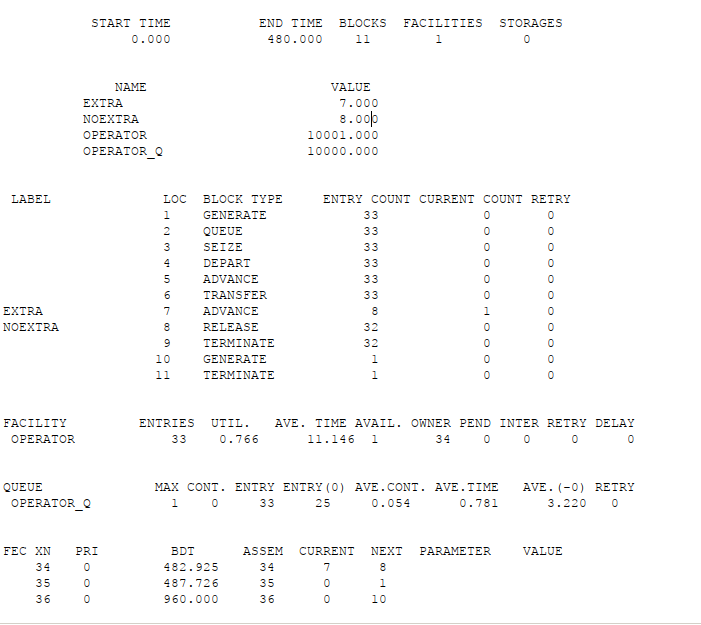 START TIME END TIME BLOCKS FACILITIES STORAGES
0.000 480.000 11 1 0
NAME VALUE
EXTRA 7.000
NOEXTRA 8.000
OPERATOR 10001.000
OPERATOR_Q 10000.000
LABEL LOC BLOCK TYPE ENTRY COUNT CURRENT COUNT RETRY
1 GENERATE 33 0 0
2 QUEUE 33 0 0
3 SEIZE 33 0 0
4 DEPART 33 0 0
5 ADVANCE 33 0 0
6 TRANSFER 33 0 0
EXTRA 7 ADVANCE 8 1 0
NOEXTRA 8 RELEASE 32 0 0
9 TERMINATE 32 0 0
10 GENERATE 1 0 0
11 TERMINATE 1 0 0
FACILITY ENTRIES UTIL. AVE. TIME AVAIL. OWNER PEND INTER RETRY DELAY
OPERATOR 33 0.766 11.146 1 34 0 0 0 0
QUEUE MAX CONT. ENTRY ENTRY(0) AVE.CONT. AVE.TIME AVE.(-0) RETRY
OPERATOR_Q 1 0 33 25 0.054 0.781 3.220 0
FEC XN PRI BDT ASSEM CURRENT NEXT PARAMETER VALUE
34 0 482.925 34 7 8
35 0 487.726 35 0 1
36 0 960.000 36 0 10